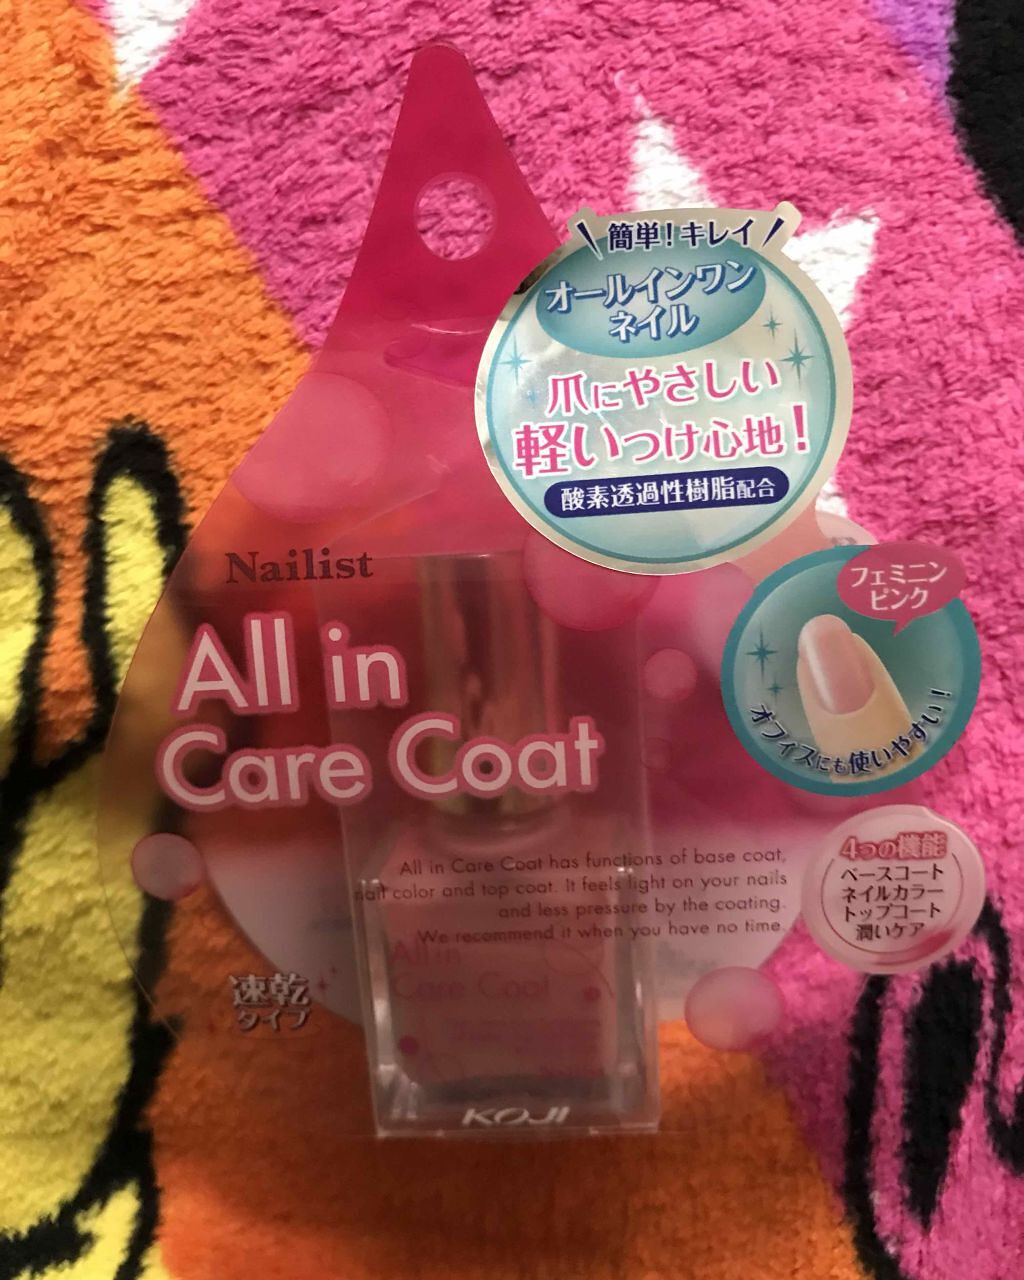 簡単!キレイ
オールインワン
ネイル
爪にやさしい
軽いつけ心地!
酸素透過性樹脂配合
Nailist
All in
Care Coat
フェミニン
ピンク
オフィスにも使いやすい!
4つの機能
ベースコート
ネイルカラー
トップコート
潤いケア
All in Care Coat has functions of base coat,
nail color and top coat. It feels light on your nails
and less pressure by the coating.
We recommend it when you have no time.
All in
Care Coat
速乾
タイプ
KOJI